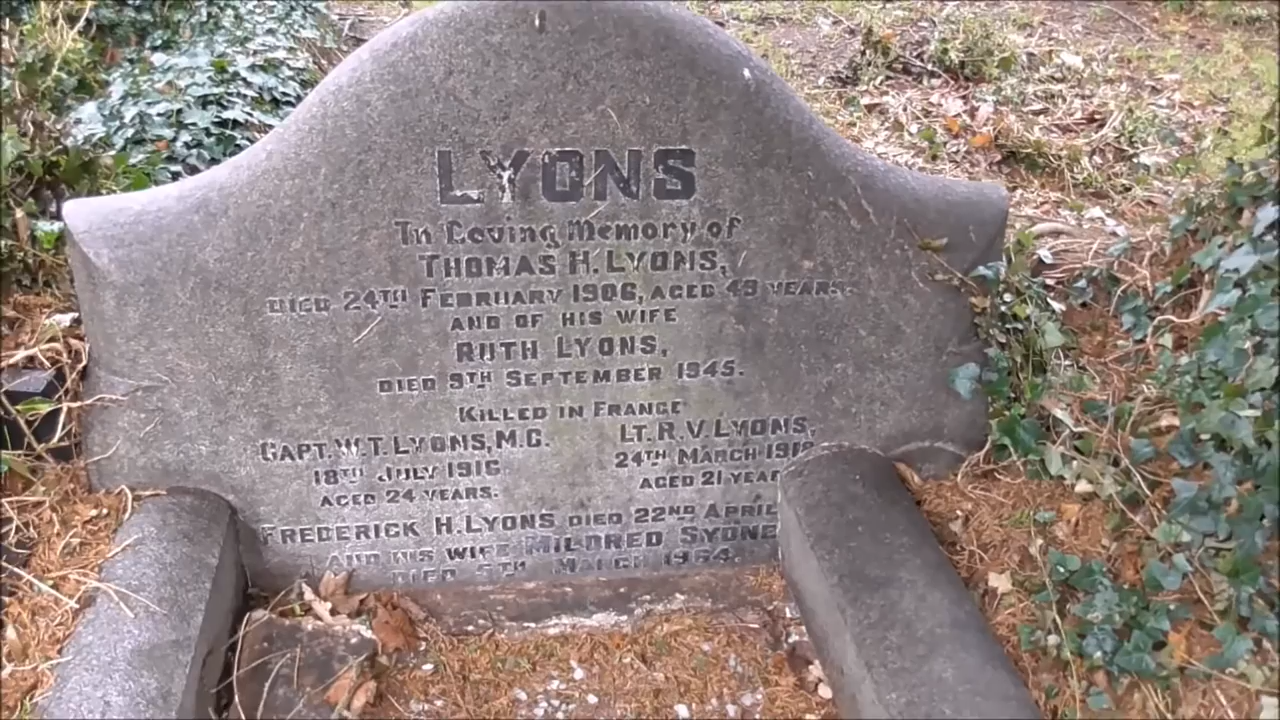 LYONS
In Loving Memory of
THOMAS H. LYONS,
DIED 24TH FEBRUARY 1906, AGED 49 YEARS.
AND OF HIS WIFE
RUTH LYONS,
DIED 9TH SEPTEMBER 1945.
KILLED IN FRANCE
CAPT. W.T. LYONS, M.C. LT. R.V. LYONS,
18TH JULY 1916 24TH MARCH 1918
AGED 24 YEARS. AGED 21
FREDERICK H. LYONS DIED 22ND APRIL
AND HIS WIFE MILDRED
DIED 5TH MARCH 1964.